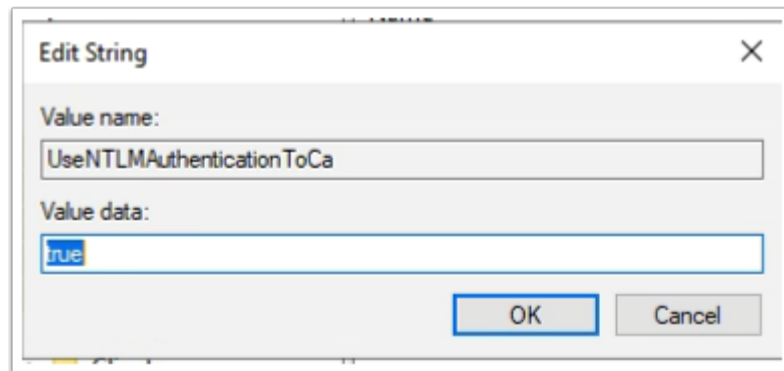 Edit String
Value name:
UseNTLMAuthenticationToCa
Value data:
true
OK Cancel